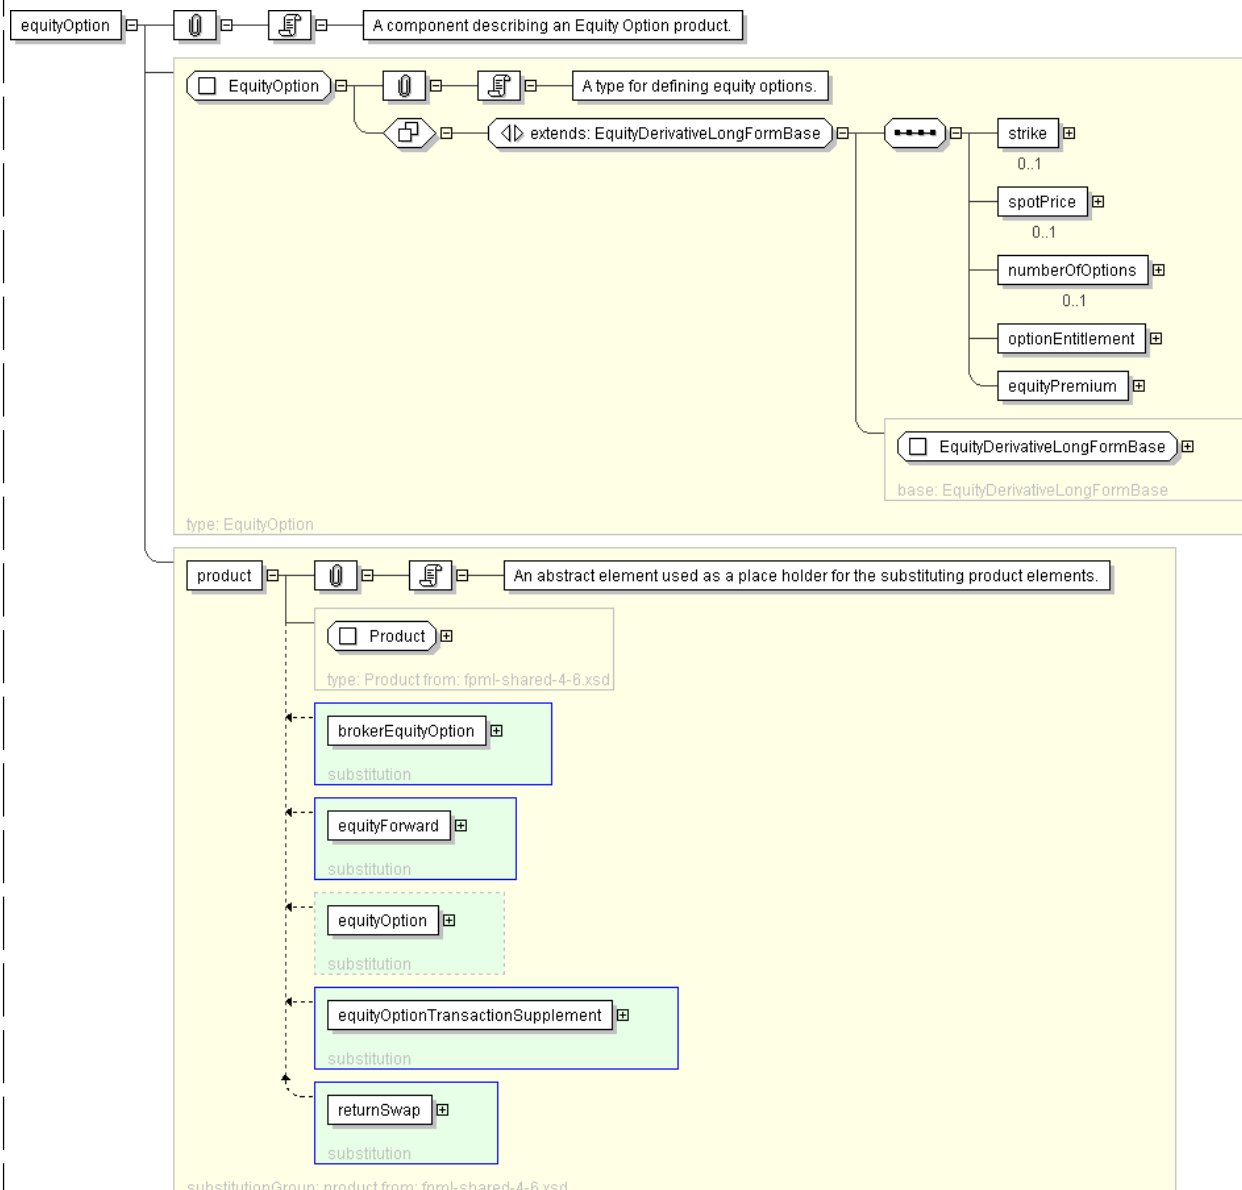 equityOption
A component describing an Equity Option product.
EquityOption
A type for defining equity options.
extends: EquityDerivativeLongFormBase
strike
0..1
spotPrice
0..1
numberOfOptions
0..1
optionEntitlement
equityPremium
EquityDerivativeLongFormBase
base: EquityDerivativeLongFormBase
type: EquityOption
product
An abstract element used as a place holder for the substituting product elements.
Product
type: Product from: fpml-shared-4-6.xsd
brokerEquityOption
substitution
equityForward
substitution
equityOption
substitution
equityOptionTransactionSupplement
substitution
returnSwap
substitution
substitutionGroup: product from: fpml-shared-4-6.xsd